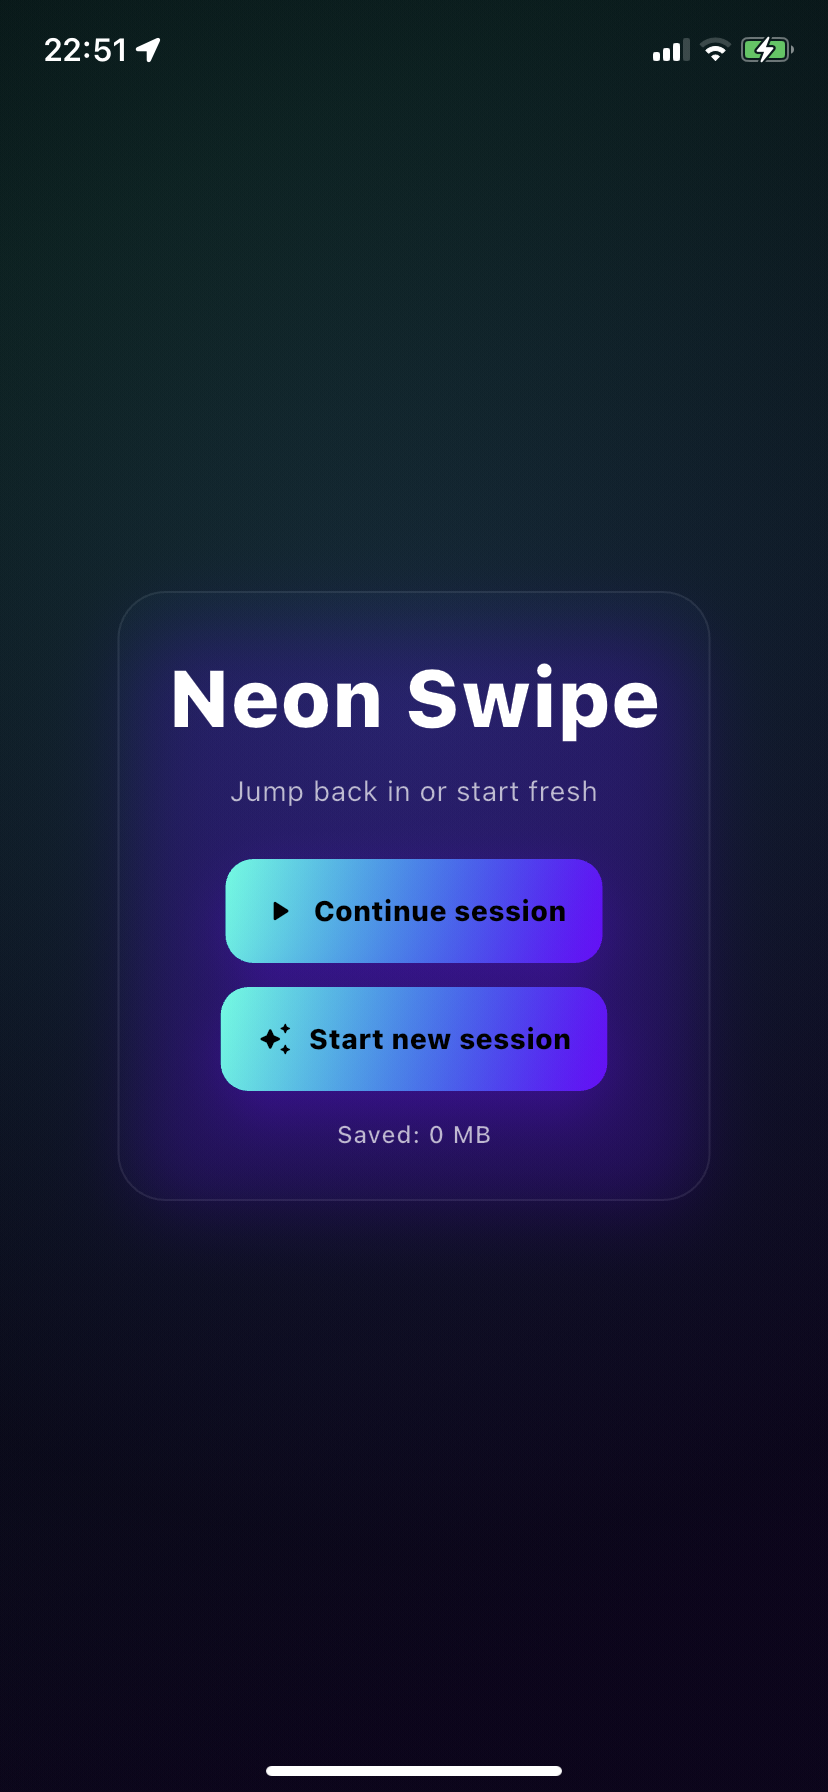 22:51
Neon Swipe
Jump back in or start fresh
Continue session
Start new session
Saved: 0 MB